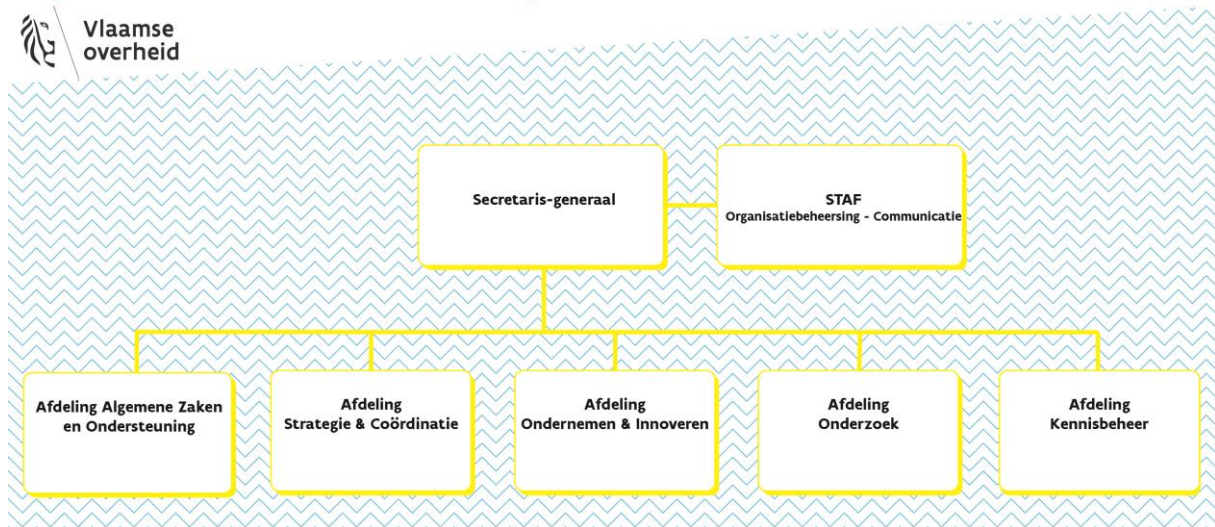 Vlaamse
overheid
Secretaris-generaal
STAF
Organisatiebeheersing - Communicatie
Afdeling Algemene Zaken
en Ondersteuning
Afdeling
Strategie & Coördinatie
Afdeling
Ondernemen & Innoveren
Afdeling
Onderzoek
Afdeling
Kennisbeheer